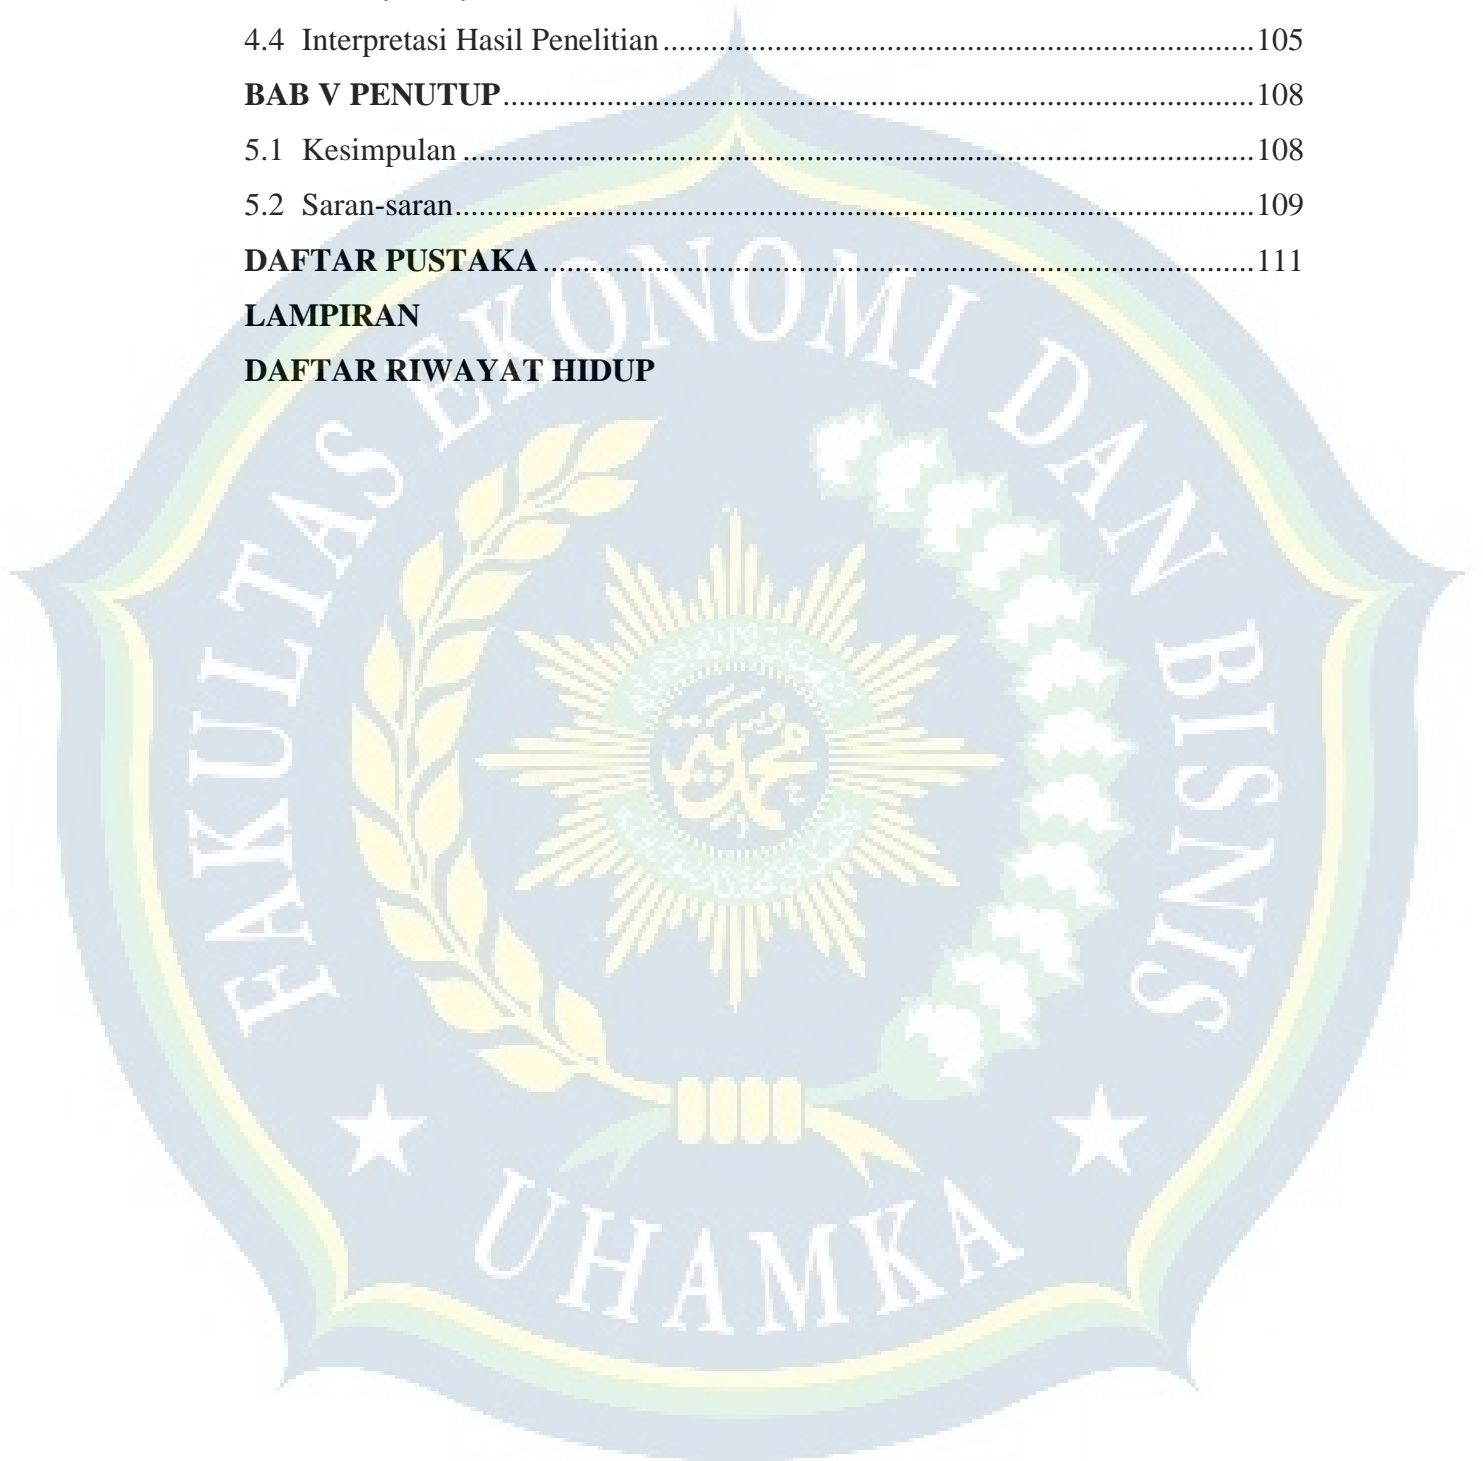 4.4 Interpretasi Hasil Penelitian....................................................................105
BAB V PENUTUP....................................................................108
5.1 Kesimpulan....................................................................108
5.2 Saran-saran....................................................................109
DAFTAR PUSTAKA....................................................................111
LAMPIRAN
DAFTAR RIWAYAT HIDUP
FAKULTAS EKONOMI DAN BISNIS
UHAMKA